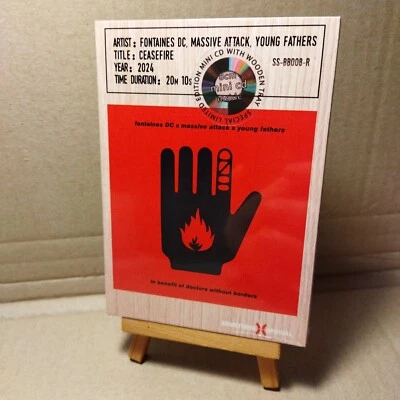 ARTIST : FONTAINES DC, MASSIVE ATTACK, YOUNG FATHERS
TITLE : CEASEFIRE
YEAR : 2024
TIME DURATION : 20M 10S
SS-BB008-R
SPECIAL LIMITED EDITION MINI CD WITH WOODEN TRAY
8cm
mini cd
fontaines DC x massive attack x young fathers
in benefit of doctors without borders